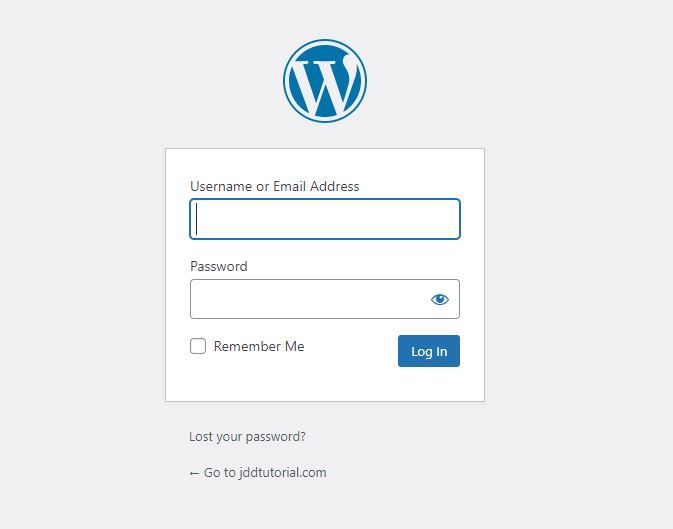 Username or Email Address
Password
Remember Me
Log In
Lost your password?
← Go to jddtutorial.com